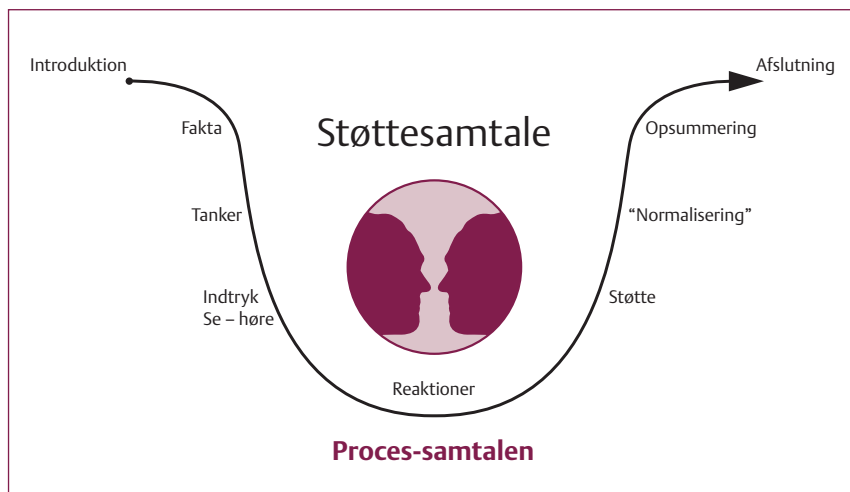 Introduktion
Afslutning
Fakta
Støttesamtale
Opsummering
Tanker
“Normalisering”
Indtryk
Se – høre
Støtte
Reaktioner
Proces-samtalen